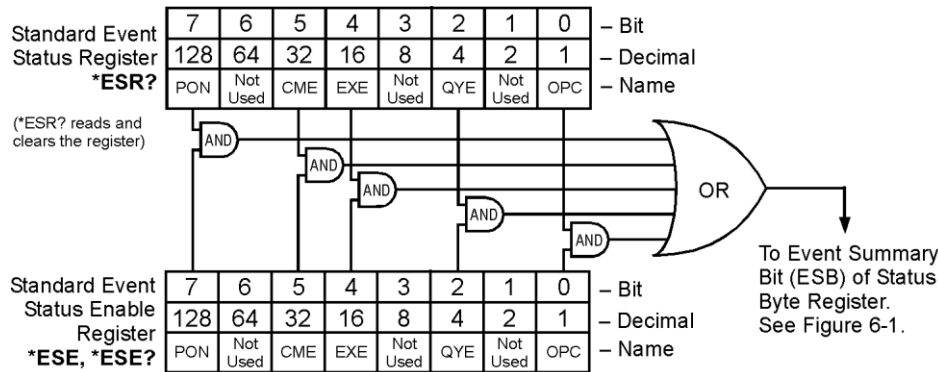 Standard Event
Status Register
*ESR?
7 6 5 4 3 2 1 0 – Bit
128 64 32 16 8 4 2 1 – Decimal
PON Not Used CME EXE Not Used QYE Not Used OPC – Name
(*ESR? reads and
clears the register)
AND
AND
AND
AND
AND
OR
To Event Summary
Bit (ESB) of Status
Byte Register.
See Figure 6-1.
Standard Event
Status Enable
Register
*ESE, *ESE?
7 6 5 4 3 2 1 0 – Bit
128 64 32 16 8 4 2 1 – Decimal
PON Not Used CME EXE Not Used QYE Not Used OPC – Name